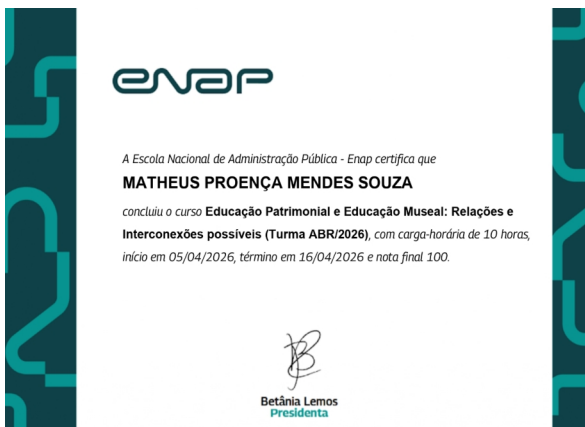 enap
A Escola Nacional de Administração Pública - Enap certifica que
MATHEUS PROENÇA MENDES SOUZA
concluiu o curso Educação Patrimonial e Educação Museal: Relações e
Interconexões possíveis (Turma ABR/2026), com carga-horária de 10 horas,
início em 05/04/2026, término em 16/04/2026 e nota final 100.
Betânia Lemos
Presidenta